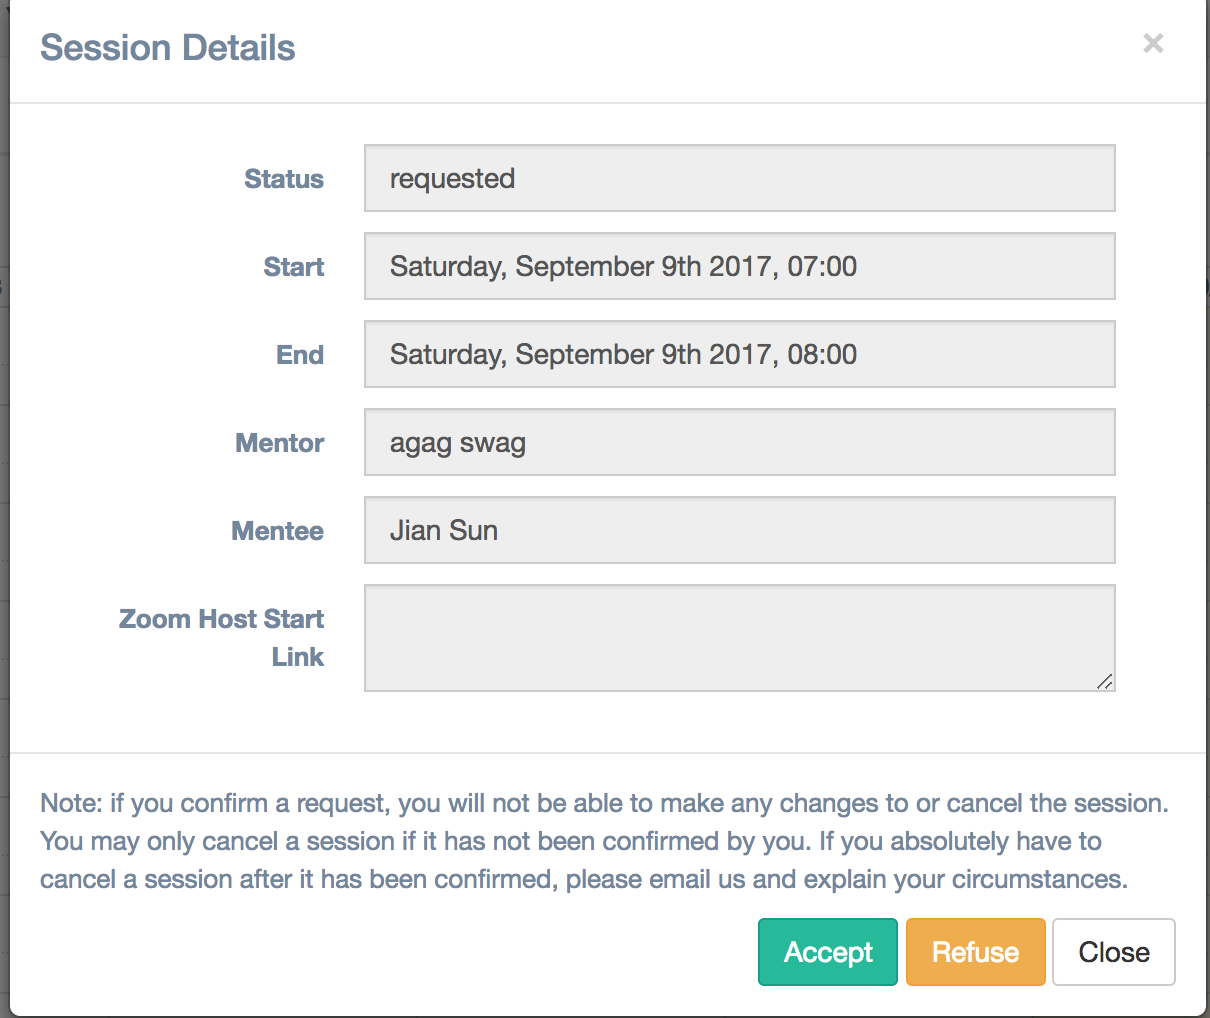 Session Details
×
Status
requested
Start
Saturday, September 9th 2017, 07:00
End
Saturday, September 9th 2017, 08:00
Mentor
agag swag
Mentee
Jian Sun
Zoom Host Start
Link
Note: if you confirm a request, you will not be able to make any changes to or cancel the session.
You may only cancel a session if it has not been confirmed by you. If you absolutely have to
cancel a session after it has been confirmed, please email us and explain your circumstances.
Accept
Refuse
Close